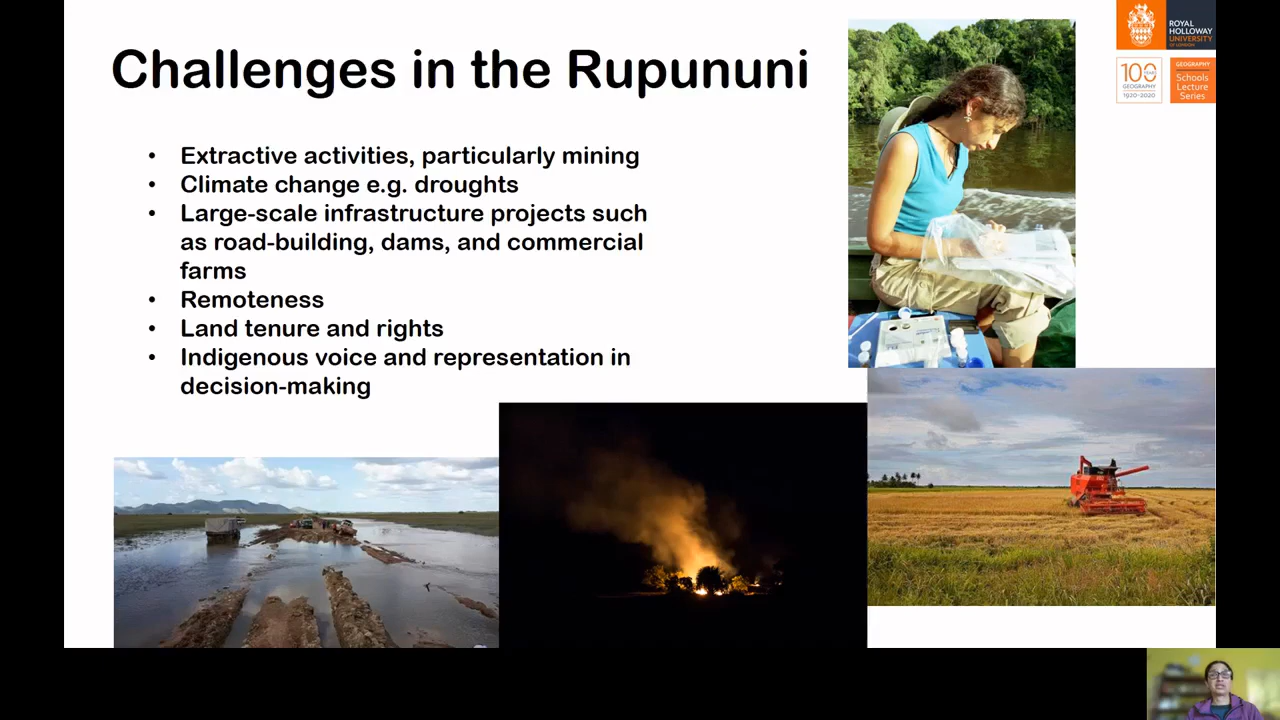 Challenges in the Rupununi
• Extractive activities, particularly mining
• Climate change e.g. droughts
• Large-scale infrastructure projects such
as road-building, dams, and commercial
farms
• Remoteness
• Land tenure and rights
• Indigenous voice and representation in
decision-making
ROYAL
HOLLOWAY
UNIVERSITY
OF LONDON
100
YEARS
GEOGRAPHY
1920-2020
GEOGRAPHY
Schools
Lecture
Series